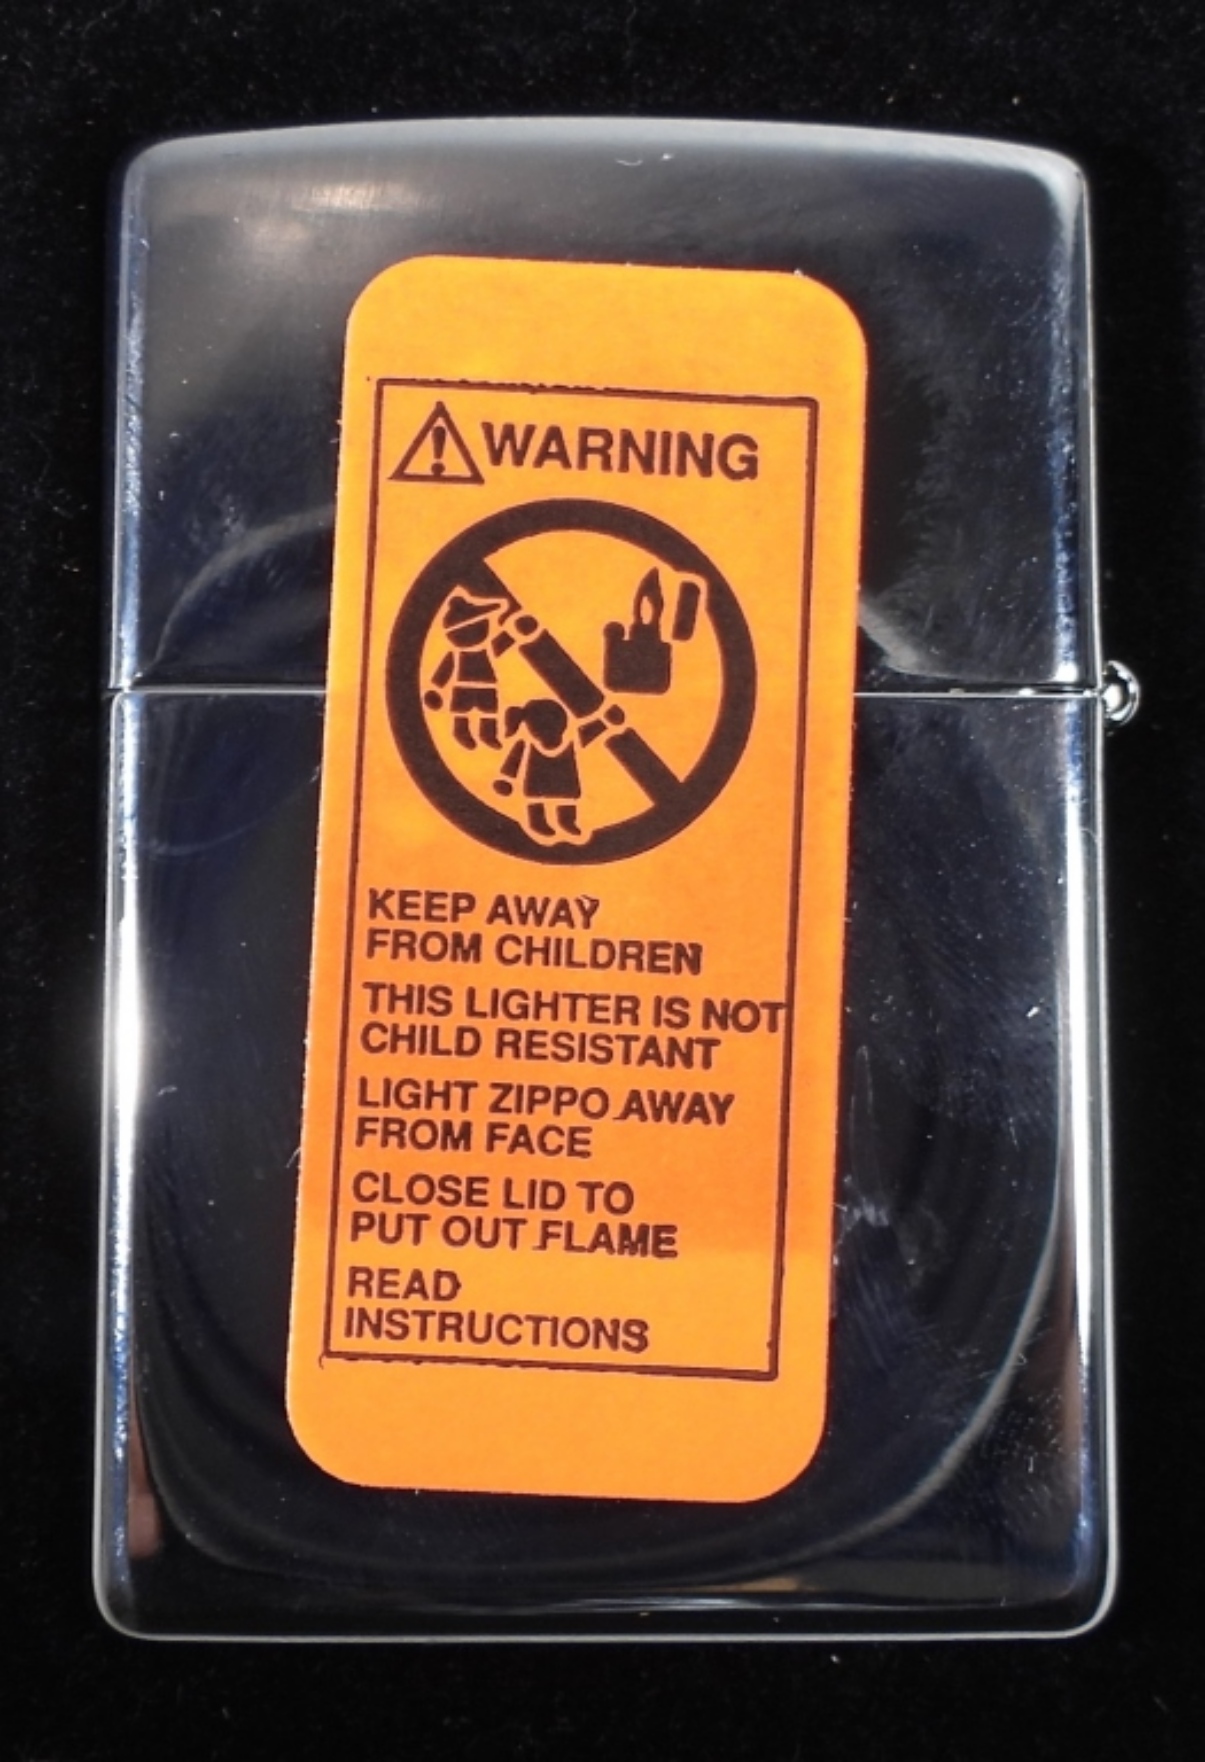 WARNING
KEEP AWAY
FROM CHILDREN
THIS LIGHTER IS NOT
CHILD RESISTANT
LIGHT ZIPPO AWAY
FROM FACE
CLOSE LID TO
PUT OUT FLAME
READ
INSTRUCTIONS